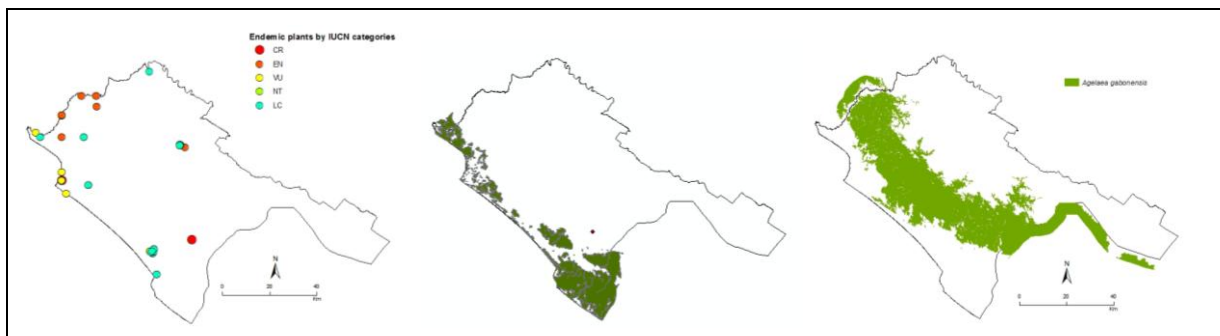 Endemic plants by IUCN categories
CR
EN
VU
NT
LC
N
0 20 40
Km
Agelaea gabonensis
N
0 20 40
Km